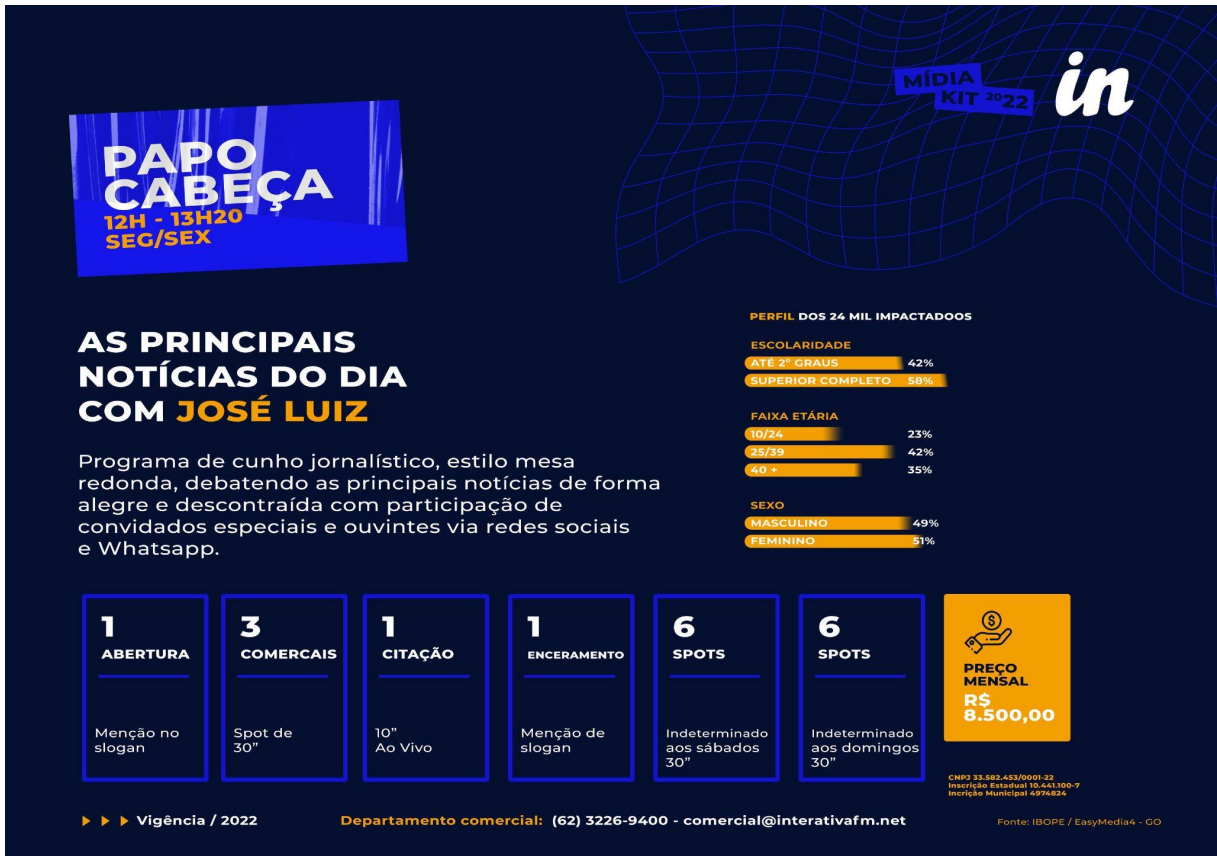 MÍDIA
KIT 2022
in
PAPO
CABEÇA
12H - 13H20
SEG/SEX
AS PRINCIPAIS
NOTÍCIAS DO DIA
COM JOSÉ LUIZ
Programa de cunho jornalístico, estilo mesa
redonda, debatendo as principais notícias de forma
alegre e descontraída com participação de
convidados especiais e ouvintes via redes sociais
e Whatsapp.
PERFIL DOS 24 MIL IMPACTADOOS
ESCOLARIDADE
ATÉ 2º GRAUS 42%
SUPERIOR COMPLETO 58%
FAIXA ETÁRIA
10/24 23%
25/39 42%
40 + 35%
SEXO
MASCULINO 49%
FEMININO 51%
1
ABERTURA
Menção no
slogan
3
COMERCAIS
Spot de
30”
1
CITAÇÃO
10”
Ao Vivo
1
ENCERAMENTO
Menção de
slogan
6
SPOTS
Indeterminado
aos sábados
30”
6
SPOTS
Indeterminado
aos domingos
30”
PREÇO
MENSAL
R$
8.500,00
CNPJ 33.582.453/0001-22
Inscrição Estadual 10.441.100-7
Incrição Municipal 4974824
Vigência / 2022
Departamento comercial: (62) 3226-9400 - comercial@interativafm.net
Fonte: IBOPE / EasyMedia4 - GO